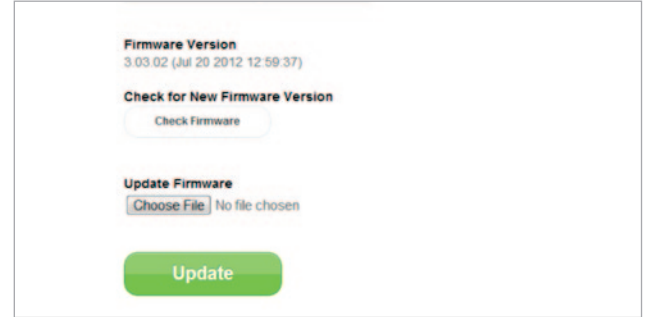 Firmware Version
3.03.02 (Jul 20 2012 12:59:37)
Check for New Firmware Version
Check Firmware
Update Firmware
Choose File No file chosen
Update